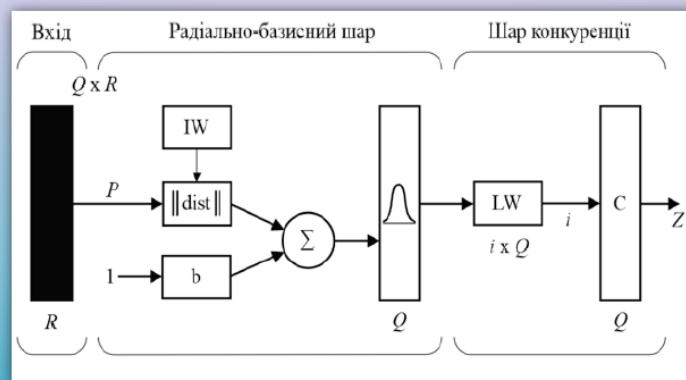 Вхід Радіально-базисний шар Шар конкуренції
Q x R
IW
P ||dist|| Σ LW i C Z
i x Q
1 b
R Q Q